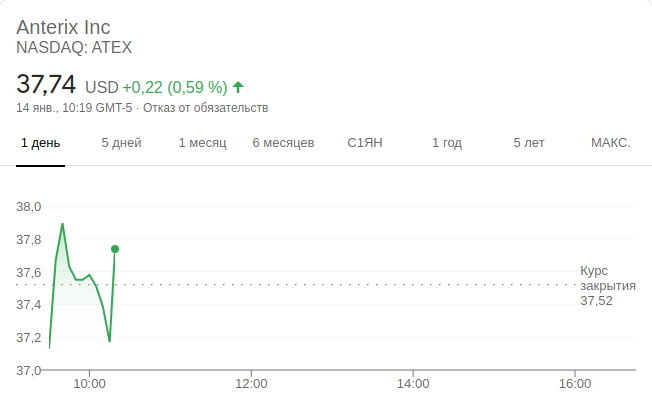 Anterix Inc
NASDAQ: ATEX
37,74 USD +0,22 (0,59 %)
14 янв., 10:19 GMT-5 · Отказ от обязательств
1 день 5 дней 1 месяц 6 месяцев С1ЯН 1 год 5 лет МАКС.
38,0
37,8
37,6
37,4
37,2
37,0
Курс
закрытия
37,52
10:00 12:00 14:00 16:00